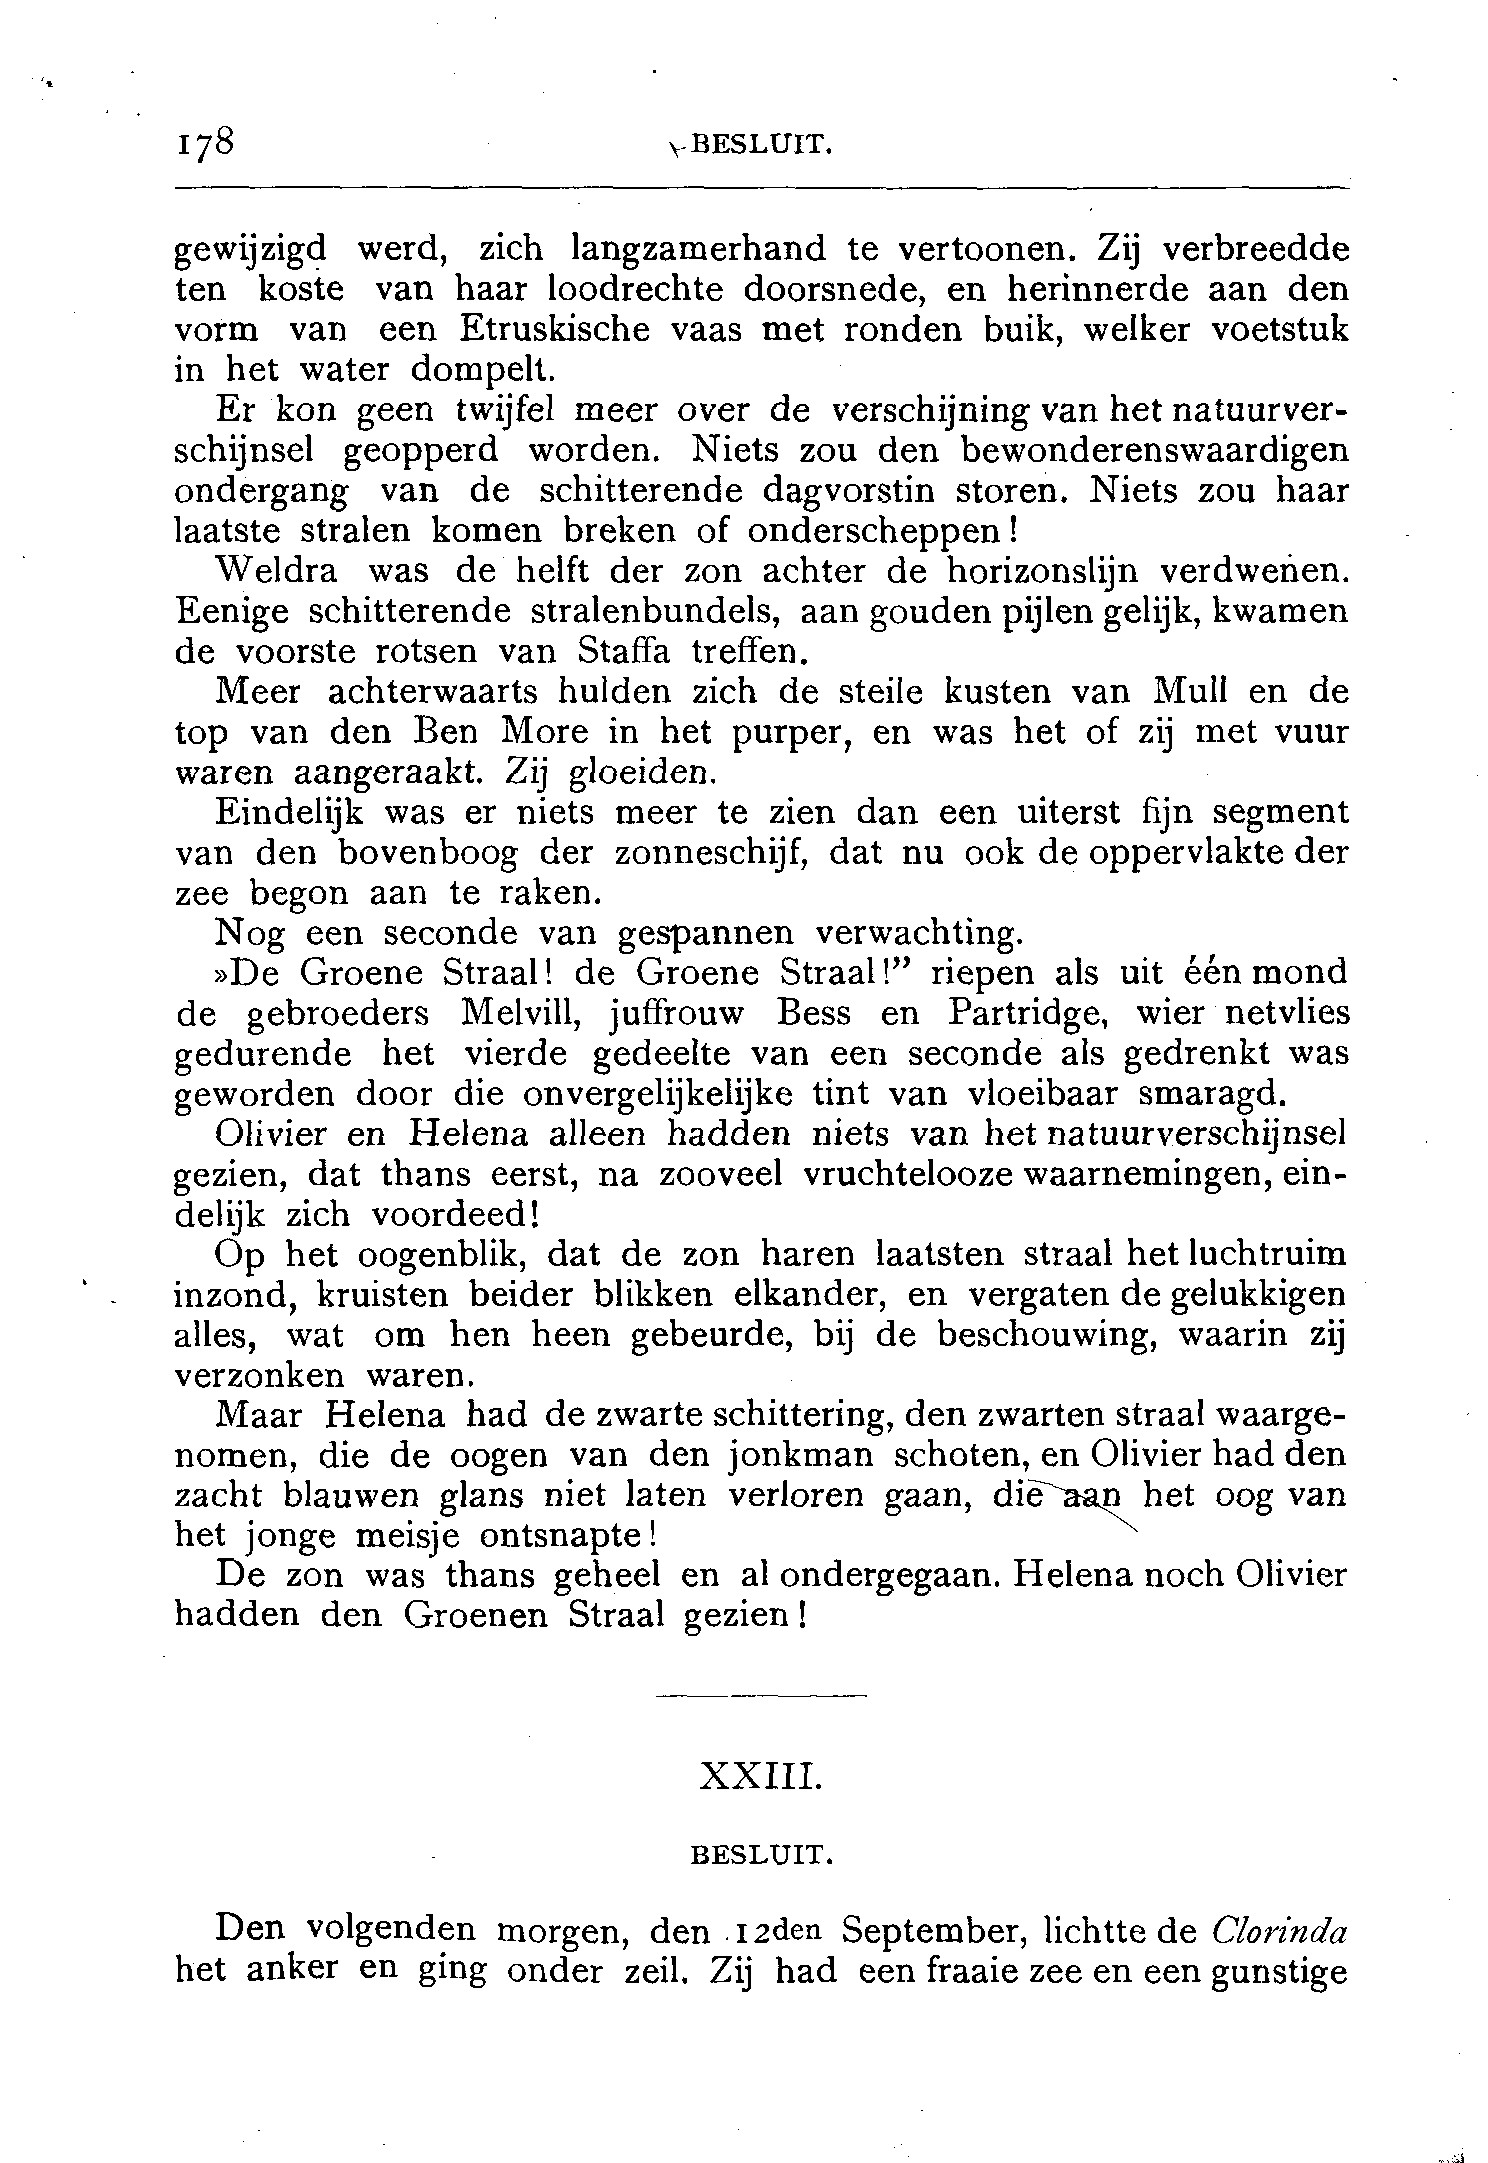 178 BESLUIT.
gewijzigd werd, zich langzamerhand te vertoonen. Zij verbreedde
ten koste van haar loodrechte doorsnede, en herinnerde aan den
vorm van een Etruskische vaas met ronden buik, welker voetstuk
in het water dompelt.
Er kon geen twijfel meer over de verschijning van het natuurver-
schijnsel geopperd worden. Niets zou den bewonderenswaardigen
ondergang van de schitterende dagvorstin storen. Niets zou haar
laatste stralen komen breken of onderscheppen!
Weldra was de helft der zon achter de horizonslijn verdwenen.
Eenige schitterende stralenbundels, aan gouden pijlen gelijk, kwamen
de voorste rotsen van Staffa treffen.
Meer achterwaarts hulden zich de steile kusten van Mull en de
top van den Ben More in het purper, en was het of zij met vuur
waren aangeraakt. Zij gloeiden.
Eindelijk was er niets meer te zien dan een uiterst fijn segment
van den bovenboog der zonneschijf, dat nu ook de oppervlakte der
zee begon aan te raken.
Nog een seconde van gespannen verwachting.
»De Groene Straal! de Groene Straal!” riepen als uit één mond
de gebroeders Melvill, juffrouw Bess en Partridge, wier netvlies
gedurende het vierde gedeelte van een seconde als gedrenkt was
geworden door die onvergelijkelijke tint van vloeibaar smaragd.
Olivier en Helena alleen hadden niets van het natuurverschijnsel
gezien, dat thans eerst, na zooveel vruchtelooze waarnemingen, ein-
delijk zich voordeed!
Op het oogenblik, dat de zon haren laatsten straal het luchtruim
inzond, kruisten beider blikken elkander, en vergaten de gelukkigen
alles, wat om hen heen gebeurde, bij de beschouwing, waarin zij
verzonken waren.
Maar Helena had de zwarte schittering, den zwarten straal waarge-
nomen, die de oogen van den jonkman schoten, en Olivier had den
zacht blauwen glans niet laten verloren gaan, die aan het oog van
het jonge meisje ontsnapte!
De zon was thans geheel en al ondergegaan. Helena noch Olivier
hadden den Groenen Straal gezien!
XXIII.
BESLUIT.
Den volgenden morgen, den 12den September, lichtte de Clorinda
het anker en ging onder zeil. Zij had een fraaie zee en een gunstige